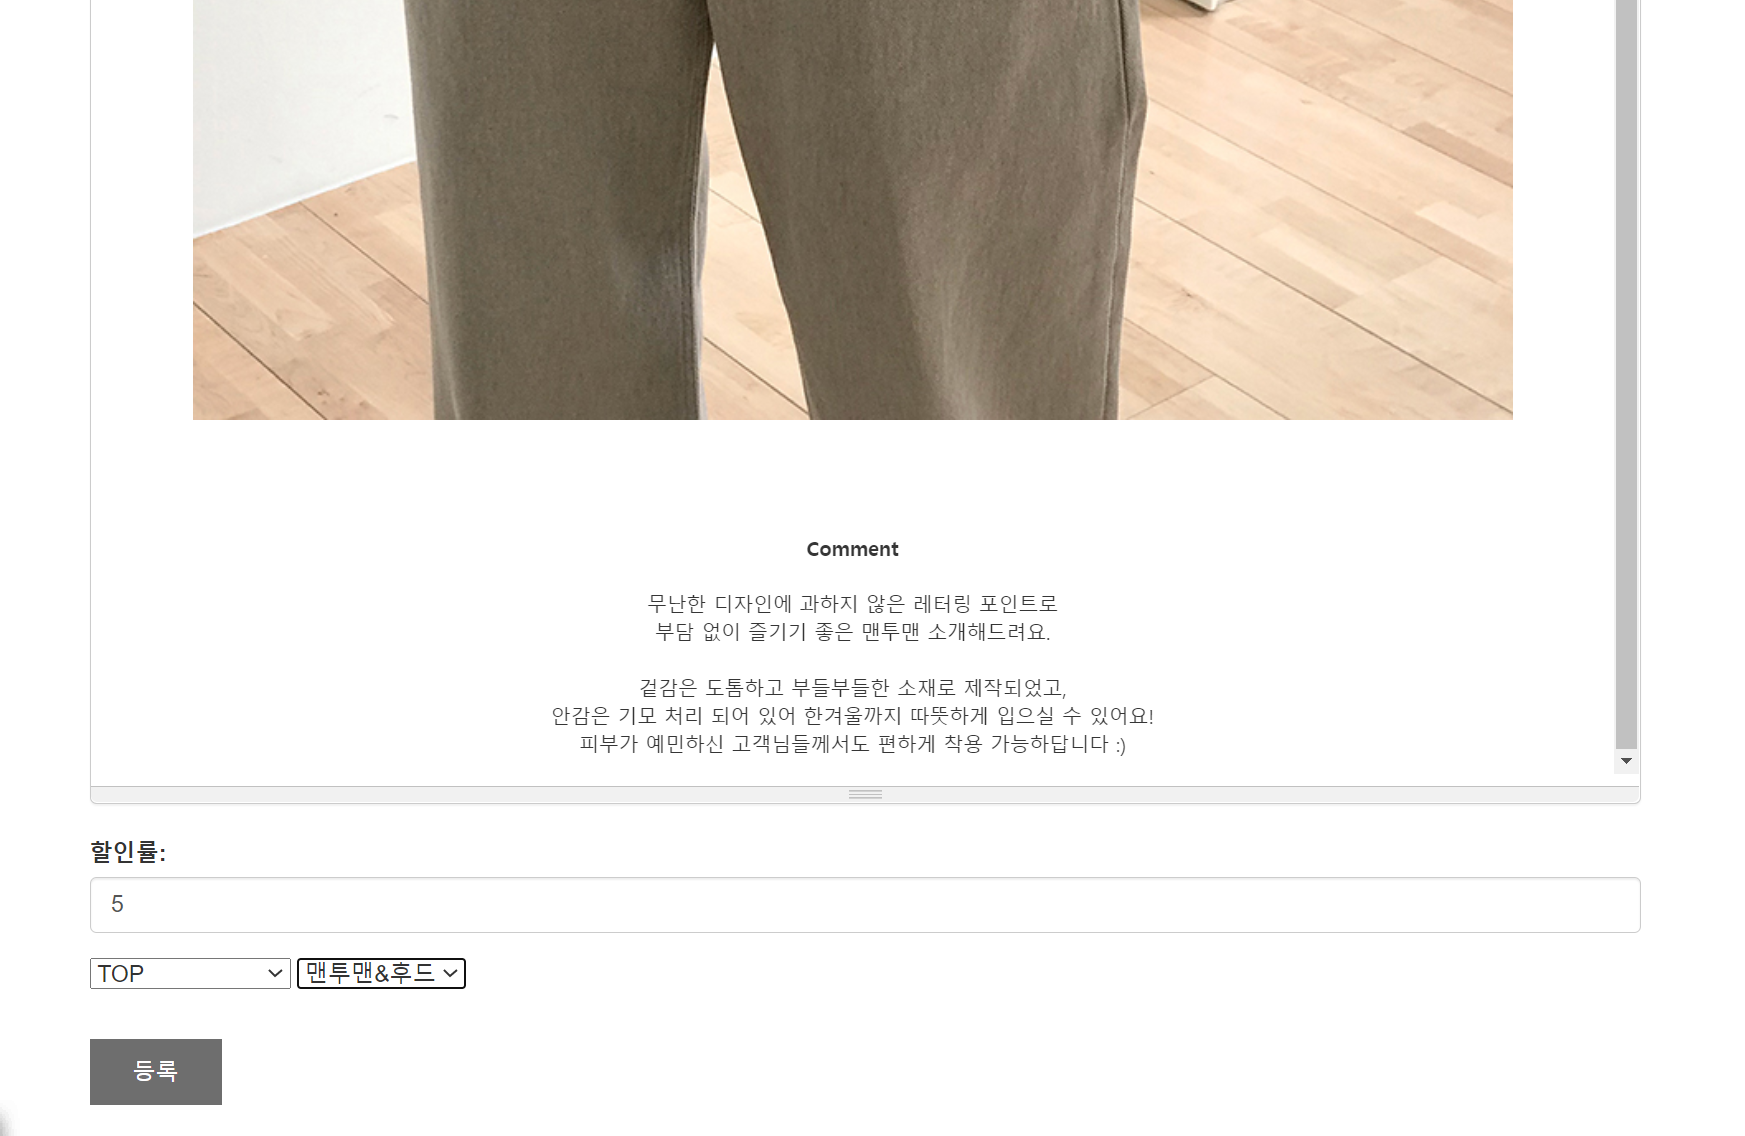 Comment
무난한 디자인에 과하지 않은 레터링 포인트로
부담 없이 즐기기 좋은 맨투맨 소개해드려요.
겉감은 도톰하고 부들부들한 소재로 제작되었고,
안감은 기모 처리 되어 있어 한겨울까지 따뜻하게 입으실 수 있어요!
피부가 예민하신 고객님들께서도 편하게 착용 가능하답니다 :)
할인률:
5
TOP 맨투맨&후드
등록